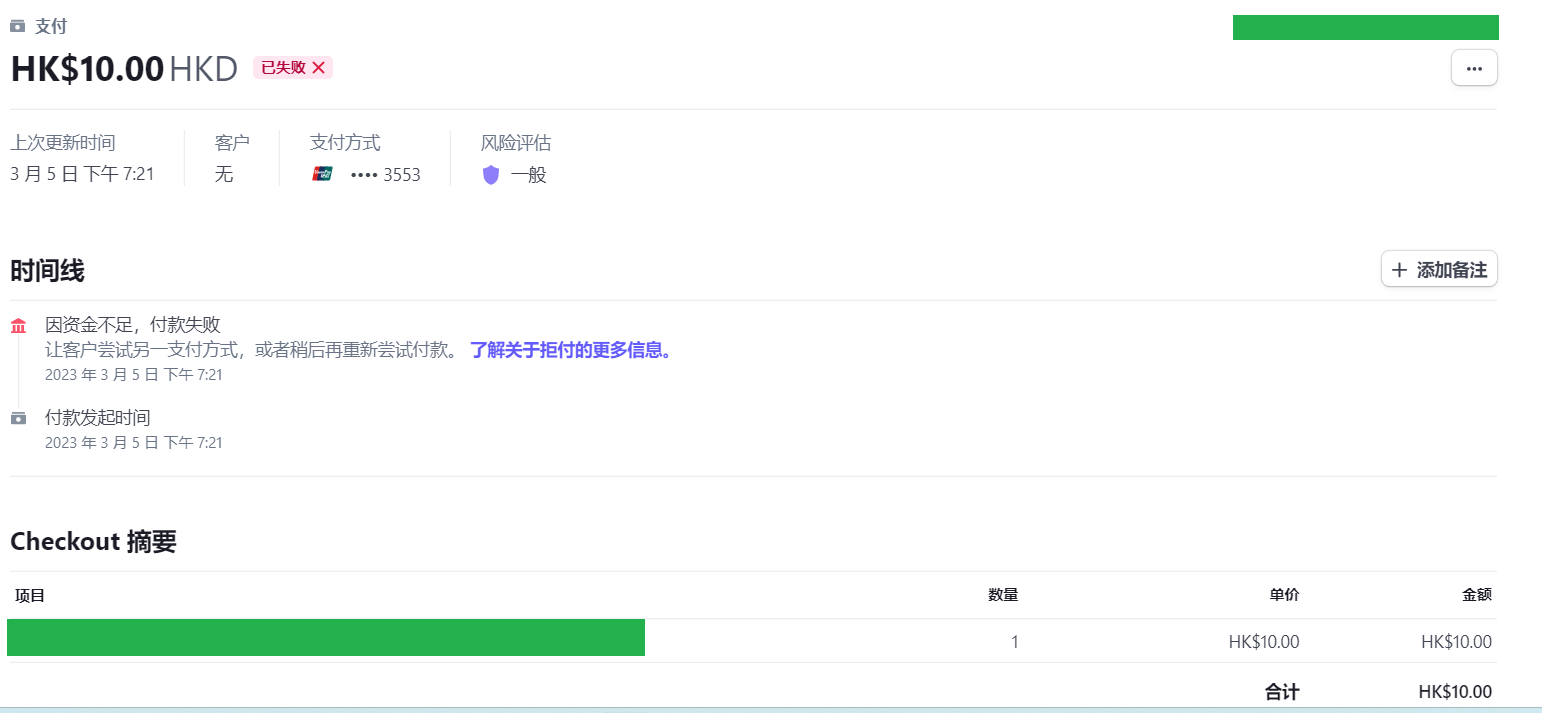 支付
HK$10.00 HKD 已失败
上次更新时间 客户 支付方式 风险评估
3 月 5 日 下午 7:21 无 •••• 3553 一般
时间线
添加备注
因资金不足，付款失败
让客户尝试另一支付方式，或者稍后再重新尝试付款。 了解关于拒付的更多信息。
2023 年 3 月 5 日 下午 7:21
付款发起时间
2023 年 3 月 5 日 下午 7:21
Checkout 摘要
项目 数量 单价 金额
1 HK$10.00 HK$10.00
合计 HK$10.00